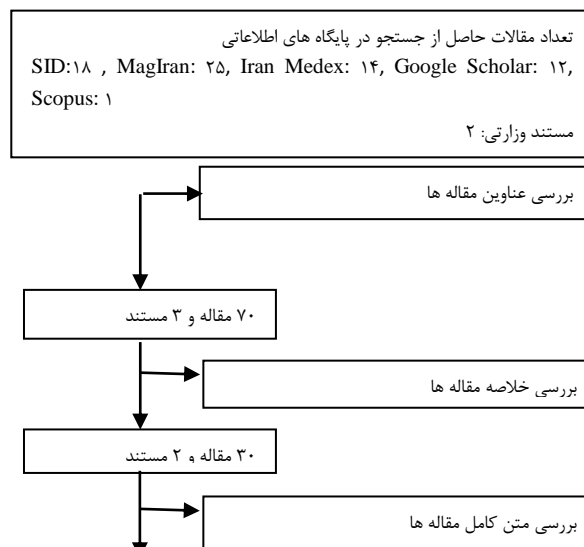 تعداد مقالات حاصل از جستجو در پایگاه های اطلاعاتی
SID:۱۸ , MagIran: ۲۵, Iran Medex: ۱۴, Google Scholar: ۱۲,
Scopus: ۱
مستند وزارتی: ۲
بررسی عناوین مقاله ها
۷۰ مقاله و ۳ مستند
بررسی خلاصه مقاله ها
۳۰ مقاله و ۲ مستند
بررسی متن کامل مقاله ها